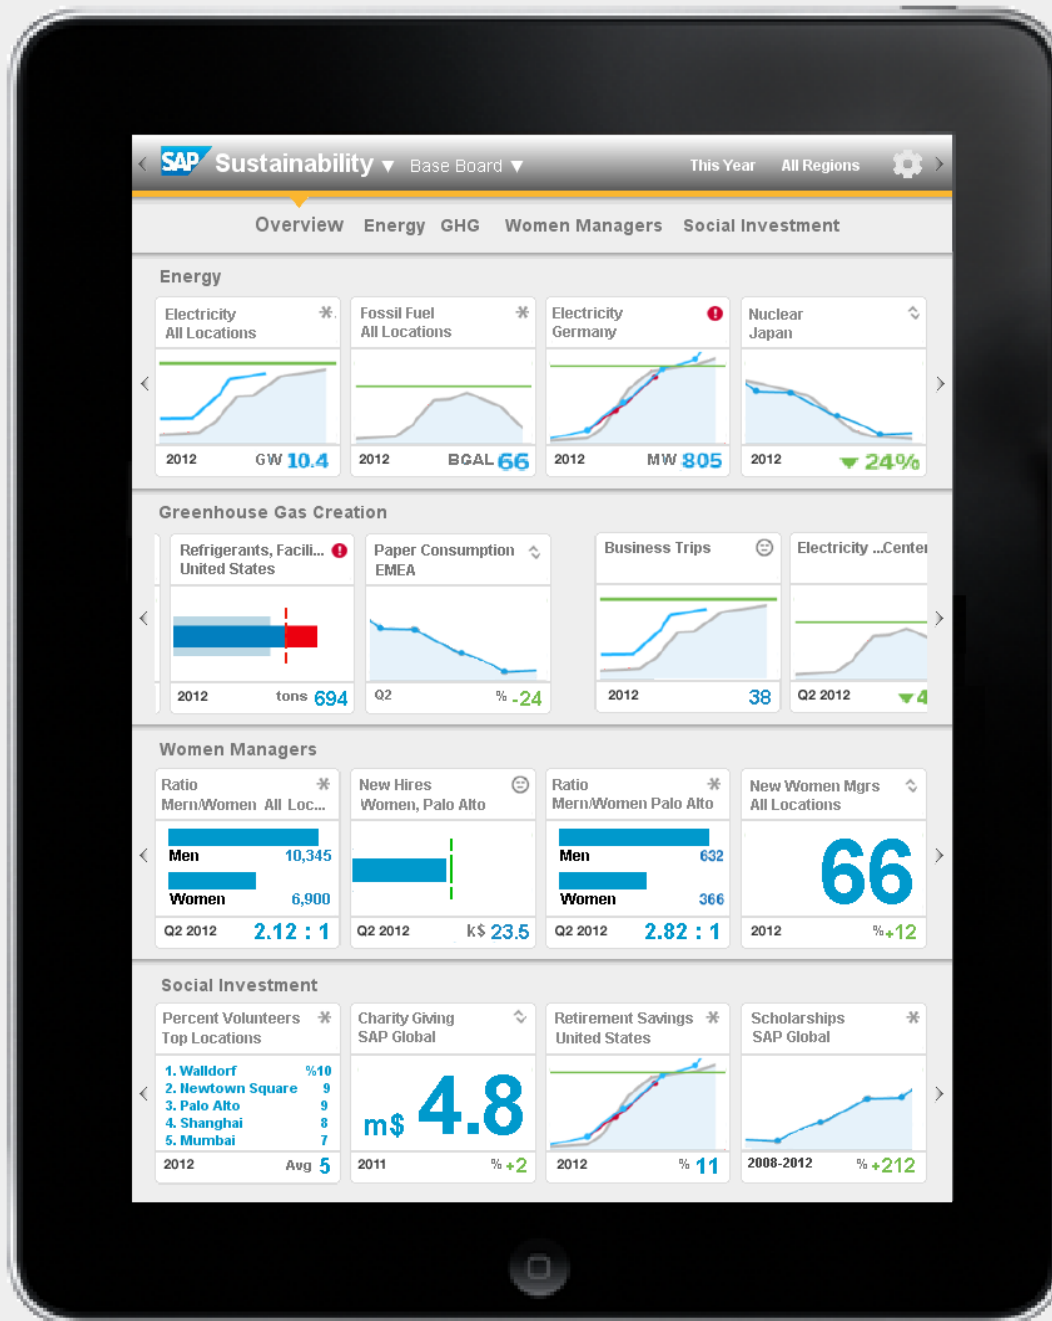 SAP Sustainability ▼ Base Board ▼ This Year All Regions
Overview Energy GHG Women Managers Social Investment
Energy
Electricity
All Locations
2012 GW 10.4
Fossil Fuel
All Locations
2012 BGAL 66
Electricity
Germany
2012 MW 805
Nuclear
Japan
2012 ▼ 24%
Greenhouse Gas Creation
Refrigerants, Facili...
United States
2012 tons 694
Paper Consumption
EMEA
Q2 % -24
Business Trips
2012 38
Electricity ...Center
Q2 2012 ▼4
Women Managers
Ratio
Mern/Women All Loc...
Men 10,345
Women 6,900
Q2 2012 2.12 : 1
New Hires
Women, Palo Alto
Q2 2012 k$ 23.5
Ratio
Mern/Women Palo Alto
Men 632
Women 366
Q2 2012 2.82 : 1
New Women Mgrs
All Locations
66
2012 %+12
Social Investment
Percent Volunteers
Top Locations
1. Walldorf %10
2. Newtown Square 9
3. Palo Alto 9
4. Shanghai 8
5. Mumbai 7
2012 Avg 5
Charity Giving
SAP Global
m$ 4.8
2011 % +2
Retirement Savings
United States
2012 % 11
Scholarships
SAP Global
2008-2012 % +212